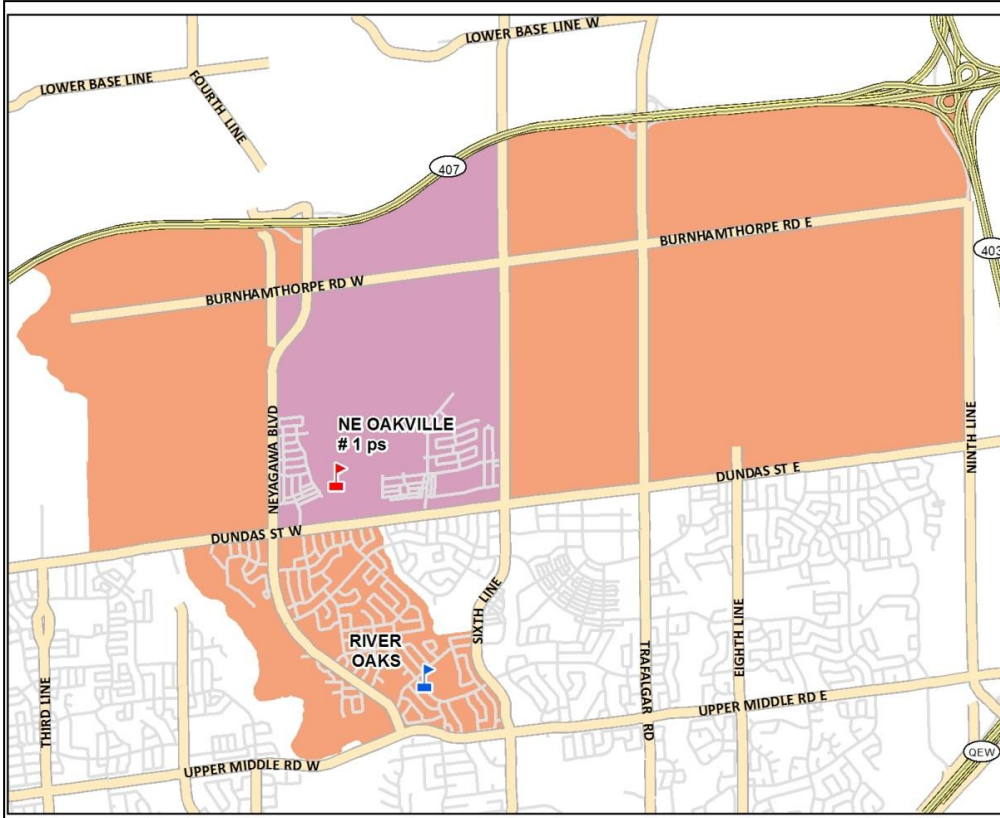 LOWER BASE LINE W
LOWER BASE LINE
FOURTH LINE
407
BURNHAMTHORPE RD E
403
BURNHAMTHORPE RD W
NE OAKVILLE
# 1 ps
NEYAGAWA BLVD
NINTH LINE
DUNDAS ST E
DUNDAS ST W
SIXTH LINE
RIVER
OAKS
EIGHTH LINE
TRAFALGAR RD
THIRD LINE
UPPER MIDDLE RD E
QEW
UPPER MIDDLE RD W